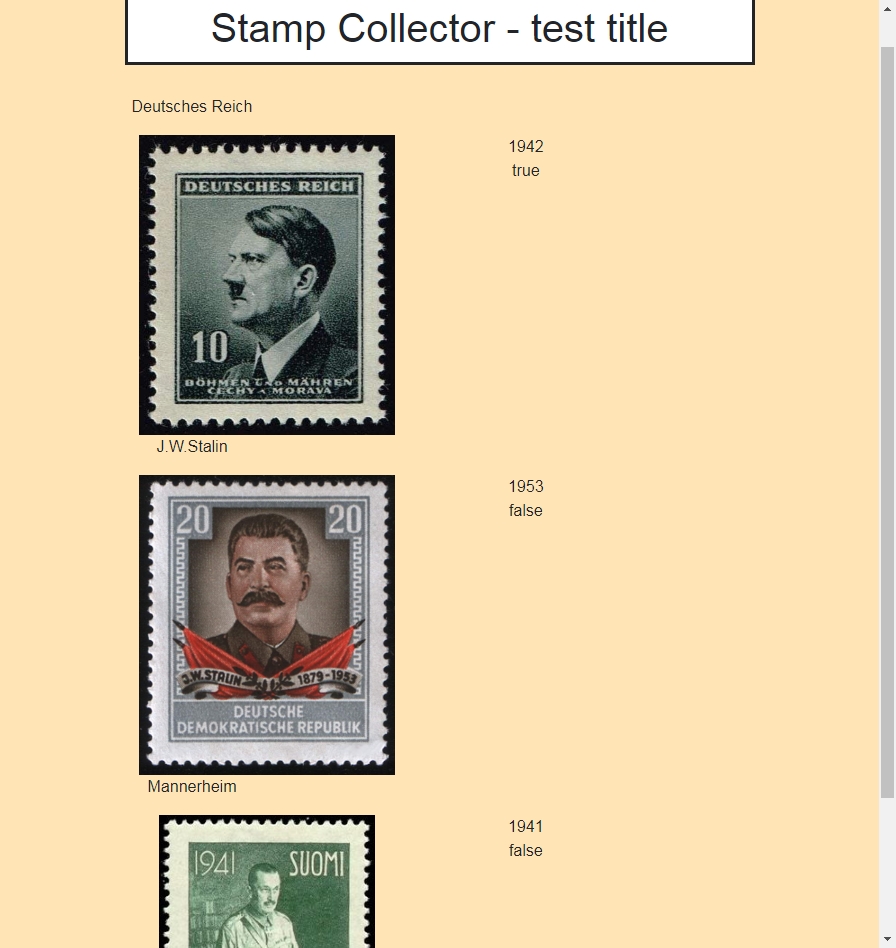 Stamp Collector - test title
Deutsches Reich
1942
true
DEUTSCHES REICH
10
BÖHMEN UND MÄHREN
ČECHY A MORAVA
J.W.Stalin
1953
false
20 20
J.W. STALIN 1879-1953
DEUTSCHE
DEMOKRATISCHE REPUBLIK
Mannerheim
1941
false
1941 SUOMI